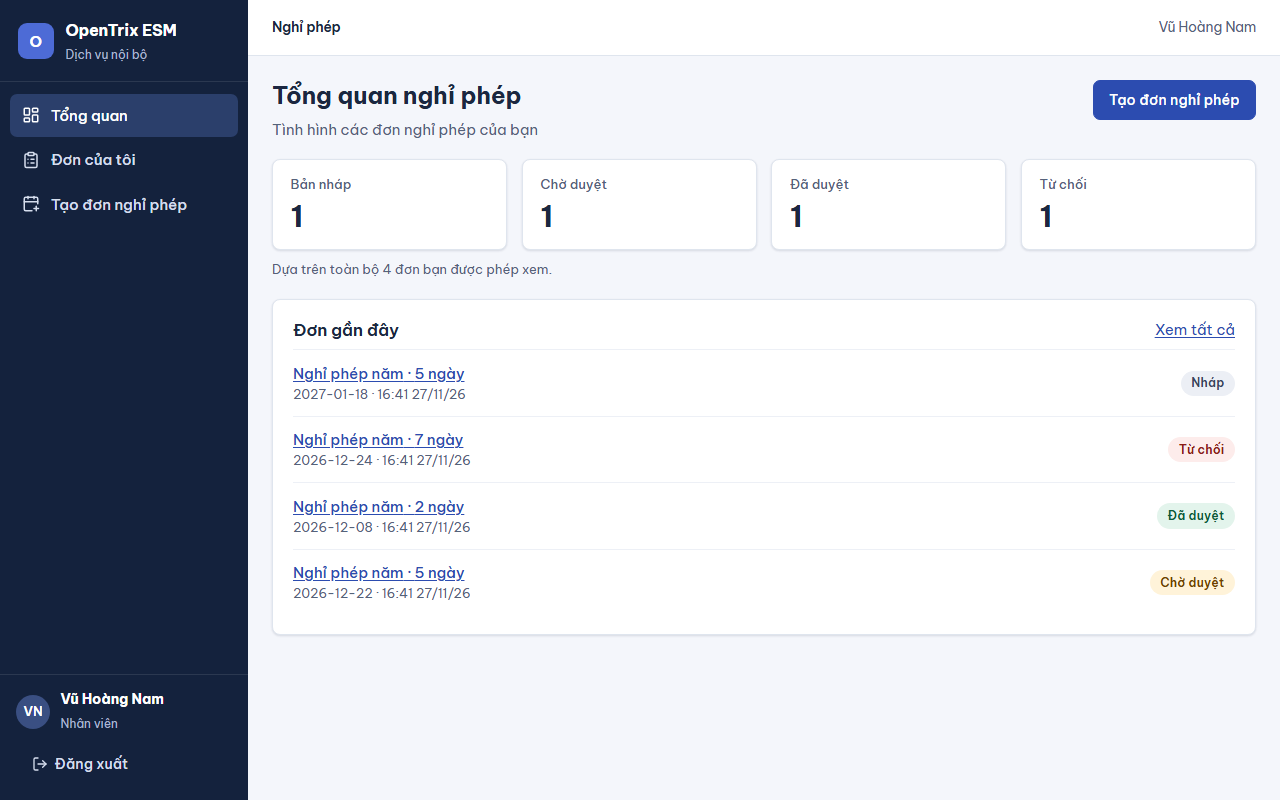 O
OpenTrix ESM
Dịch vụ nội bộ
Tổng quan
Đơn của tôi
Tạo đơn nghỉ phép
VN
Vũ Hoàng Nam
Nhân viên
Đăng xuất
Nghỉ phép
Vũ Hoàng Nam
Tổng quan nghỉ phép
Tình hình các đơn nghỉ phép của bạn
Tạo đơn nghỉ phép
Bản nháp
1
Chờ duyệt
1
Đã duyệt
1
Từ chối
1
Dựa trên toàn bộ 4 đơn bạn được phép xem.
Đơn gần đây
Xem tất cả
Nghỉ phép năm · 5 ngày
2027-01-18 · 16:41 27/11/26
Nháp
Nghỉ phép năm · 7 ngày
2026-12-24 · 16:41 27/11/26
Từ chối
Nghỉ phép năm · 2 ngày
2026-12-08 · 16:41 27/11/26
Đã duyệt
Nghỉ phép năm · 5 ngày
2026-12-22 · 16:41 27/11/26
Chờ duyệt